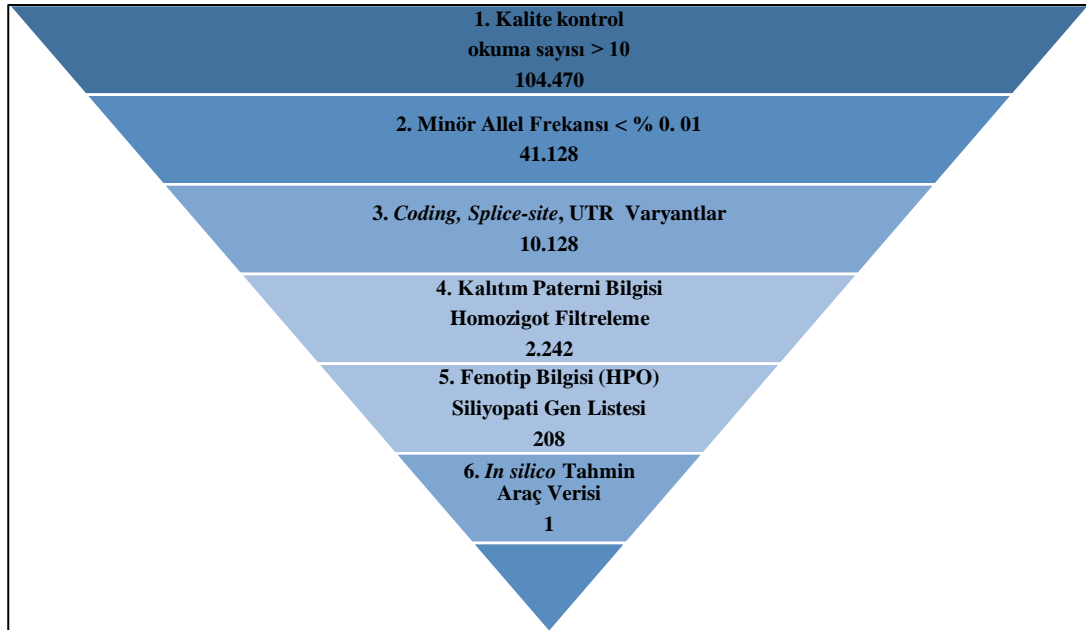 1. Kalite kontrol
okuma sayısı > 10
104.470
2. Minör Allel Frekansı < % 0. 01
41.128
3. Coding, Splice-site, UTR Varyantlar
10.128
4. Kalıtım Paterni Bilgisi
Homozigot Filtreleme
2.242
5. Fenotip Bilgisi (HPO)
Siliyopati Gen Listesi
208
6. In silico Tahmin
Araç Verisi
1